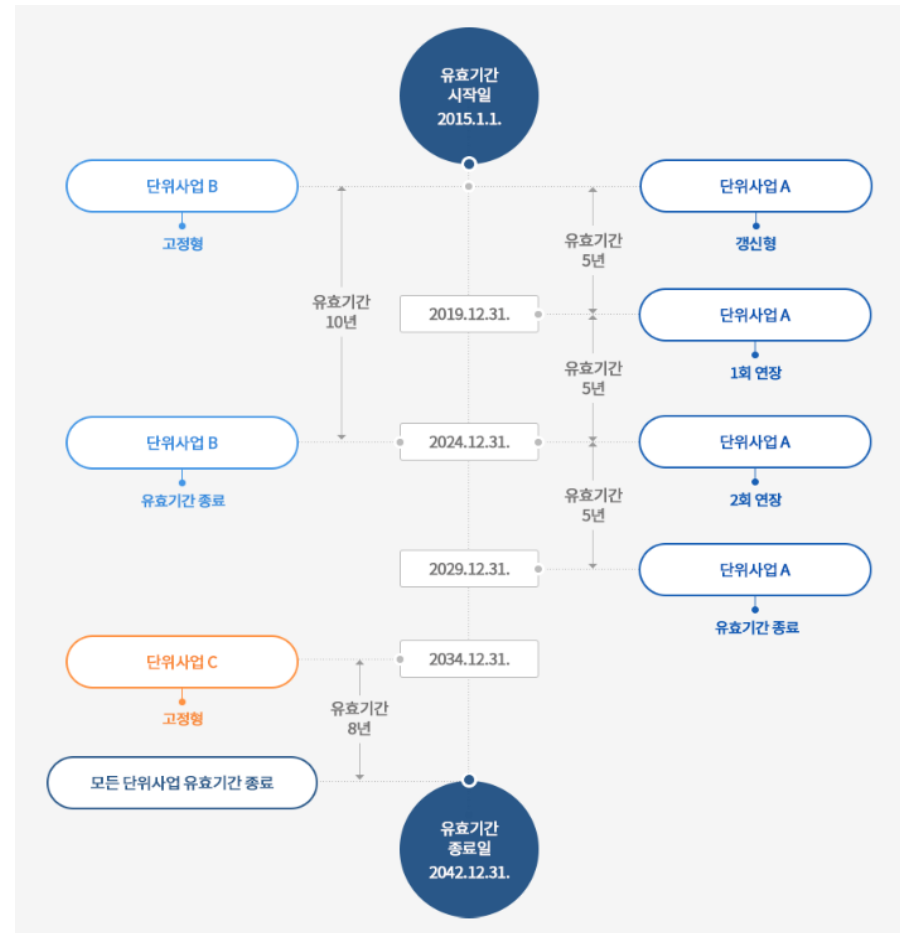 유효기간
시작일
2015.1.1.
단위사업 B
고정형
단위사업 A
갱신형
유효기간
5년
유효기간
10년
2019.12.31.
단위사업 A
1회 연장
유효기간
5년
단위사업 B
유효기간 종료
2024.12.31.
단위사업 A
2회 연장
유효기간
5년
2029.12.31.
단위사업 A
유효기간 종료
단위사업 C
고정형
2034.12.31.
유효기간
8년
모든 단위사업 유효기간 종료
유효기간
종료일
2042.12.31.